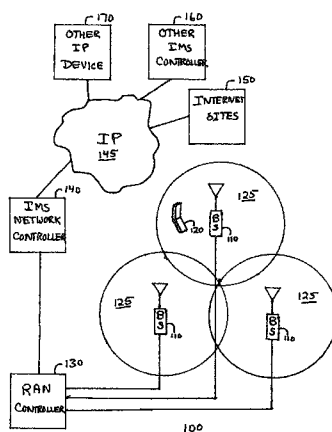 170
OTHER
IP
DEVICE
160
OTHER
IMS
CONTROLLER
150
INTERNET
SITES
IP
145
140
IMS
NETWORK
CONTROLLER
125
120
BS
110
125
BS
110
125
BS
110
130
RAN
CONTROLLER
100